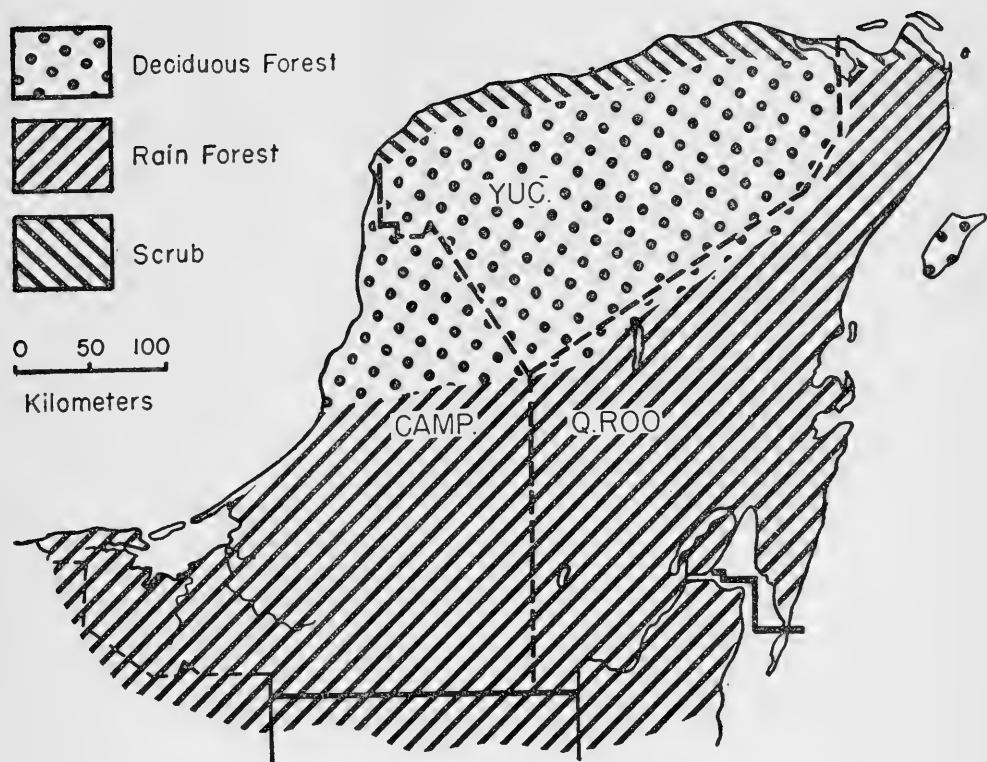 Deciduous Forest
Rain Forest
Scrub
0 50 100
Kilometers
YUC.
CAMP.
Q.ROO